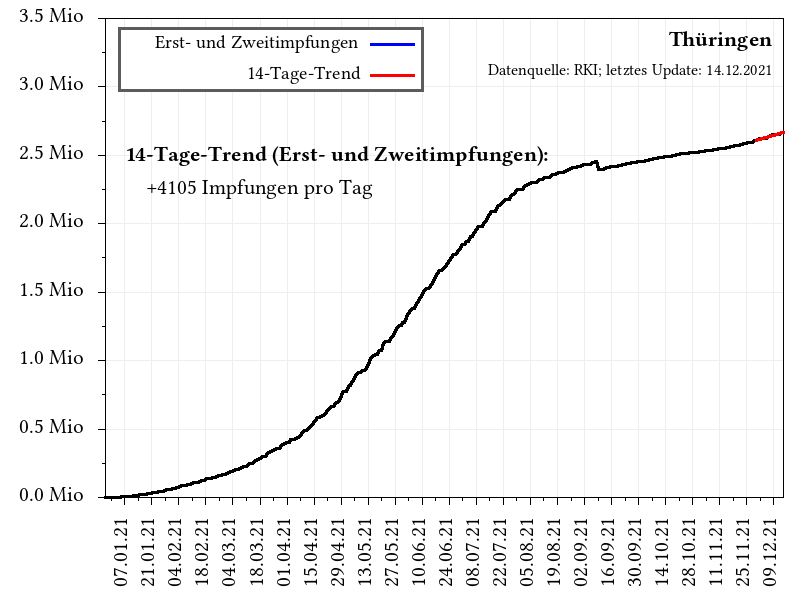 3.5 Mio
3.0 Mio
2.5 Mio
2.0 Mio
1.5 Mio
1.0 Mio
0.5 Mio
0.0 Mio
Erst- und Zweitimpfungen
14-Tage-Trend
Thüringen
Datenquelle: RKI; letztes Update: 14.12.2021
14-Tage-Trend (Erst- und Zweitimpfungen):
+4105 Impfungen pro Tag
07.01.21
21.01.21
04.02.21
18.02.21
04.03.21
18.03.21
01.04.21
15.04.21
29.04.21
13.05.21
27.05.21
10.06.21
24.06.21
08.07.21
22.07.21
05.08.21
19.08.21
02.09.21
16.09.21
30.09.21
14.10.21
28.10.21
11.11.21
25.11.21
09.12.21